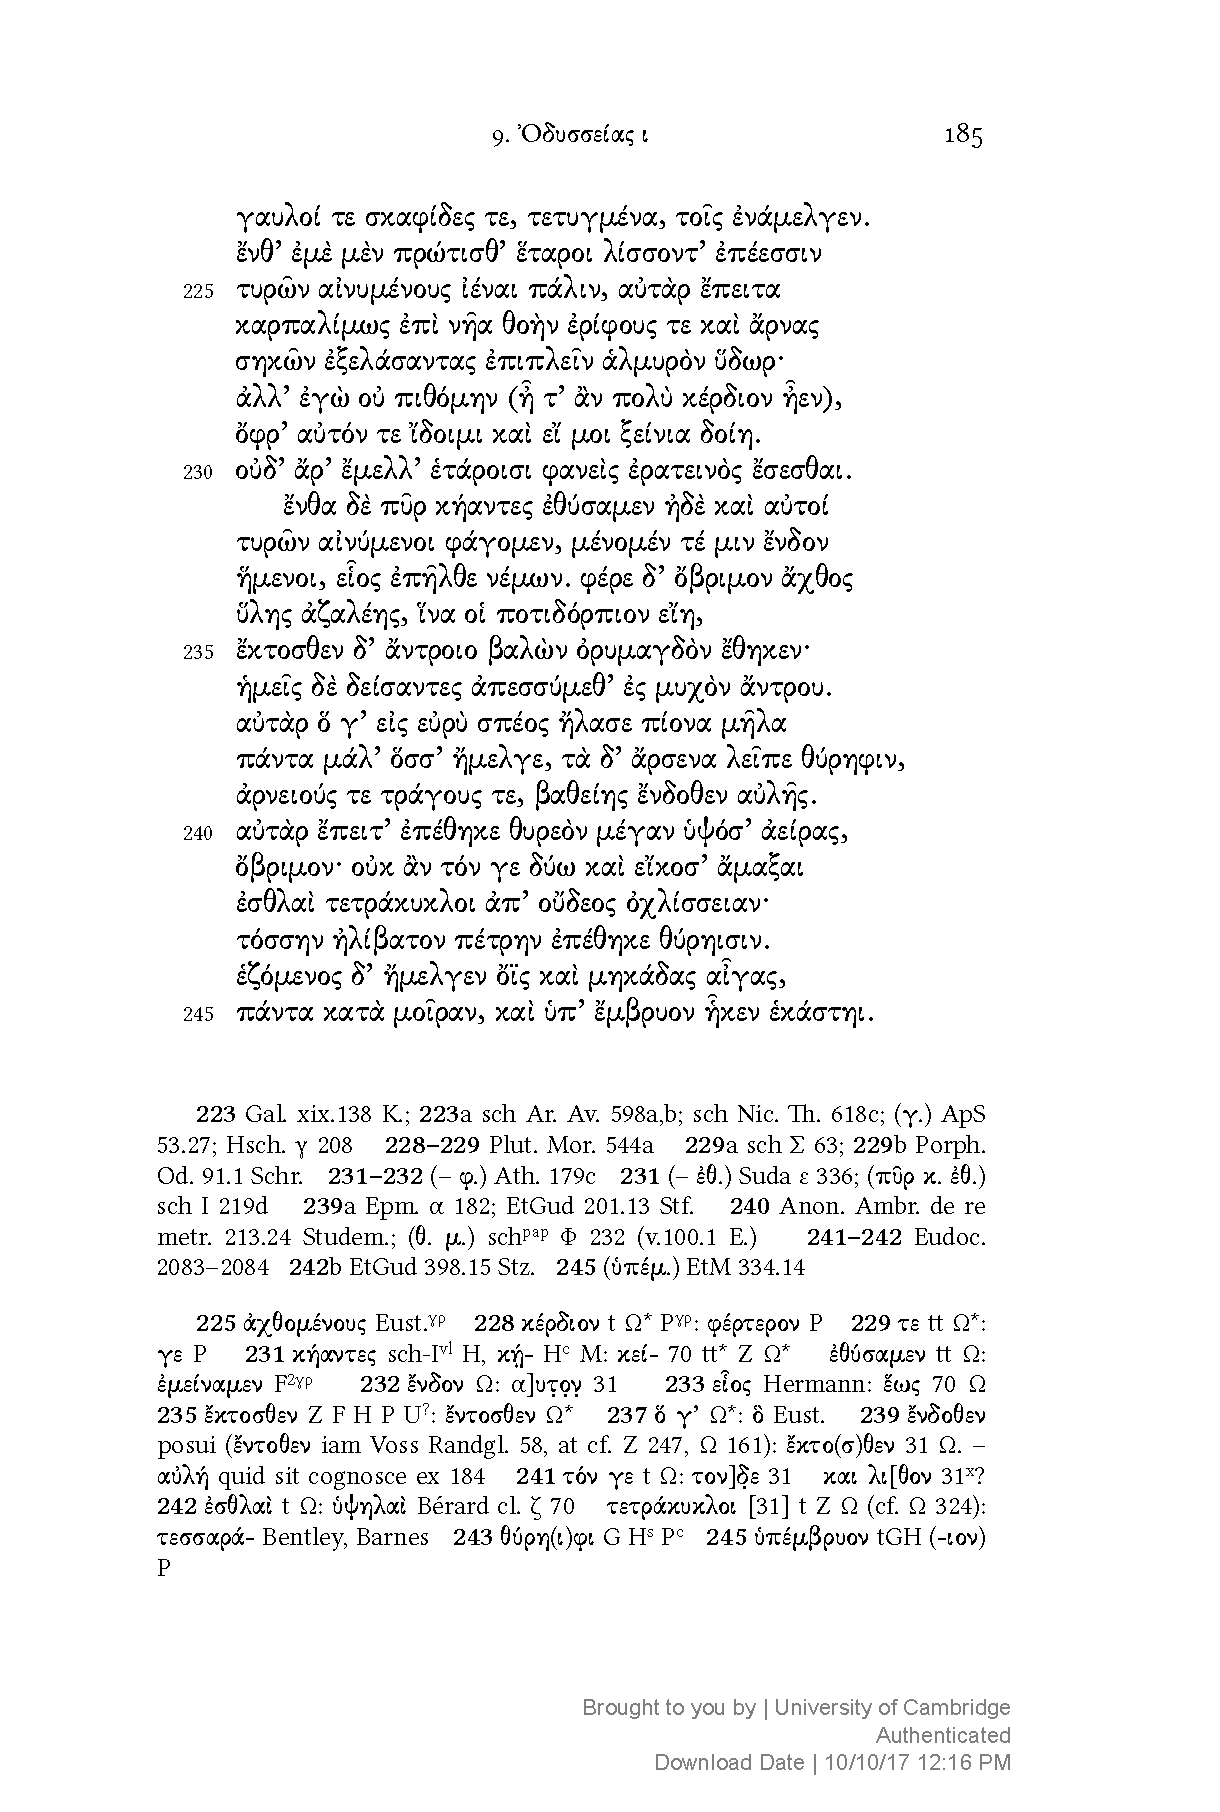 9. Ὀδυσσείας ι 185
γαυλοί τε σκαφίδες τε, τετυγμένα, τοῖς ἐνάμελγεν.
ἔνθ’ ἐμὲ μὲν πρώτισθ’ ἕταροι λίσσοντ’ ἐπέεσσιν
225 τυρῶν αἰνυμένους ἰέναι πάλιν, αὐτὰρ ἔπειτα
καρπαλίμως ἐπὶ νῆα θοὴν ἐρίφους τε καὶ ἄρνας
σηκῶν ἐξελάσαντας ἐπιπλεῖν ἁλμυρὸν ὕδωρ·
ἀλλ’ ἐγὼ οὐ πιθόμην (ἦ τ’ ἂν πολὺ κέρδιον ἦεν),
ὄφρ’ αὐτόν τε ἴδοιμι καὶ εἴ μοι ξείνια δοίη.
230 οὐδ’ ἄρ’ ἔμελλ’ ἑτάροισι φανεὶς ἐρατεινὸς ἔσεσθαι.
ἔνθα δὲ πῦρ κήαντες ἐθύσαμεν ἠδὲ καὶ αὐτοί
τυρῶν αἰνύμενοι φάγομεν, μένομέν τέ μιν ἔνδον
ἥμενοι, εἷος ἐπῆλθε νέμων. φέρε δ’ ὄβριμον ἄχθος
ὕλης ἀζαλέης, ἵνα οἱ ποτιδόρπιον εἴη,
235 ἔκτοσθεν δ’ ἄντροιο βαλὼν ὀρυμαγδὸν ἔθηκεν·
ἡμεῖς δὲ δείσαντες ἀπεσσύμεθ’ ἐς μυχὸν ἄντρου.
αὐτὰρ ὅ γ’ εἰς εὐρὺ σπέος ἤλασε πίονα μῆλα
πάντα μάλ’ ὅσσ’ ἤμελγε, τὰ δ’ ἄρσενα λεῖπε θύρηφιν,
ἀρνειούς τε τράγους τε, βαθείης ἔνδοθεν αὐλῆς.
240 αὐτὰρ ἔπειτ’ ἐπέθηκε θυρεὸν μέγαν ὑψόσ’ ἀείρας,
ὄβριμον· οὐκ ἂν τόν γε δύω καὶ εἴκοσ’ ἄμαξαι
ἐσθλαὶ τετράκυκλοι ἀπ’ οὔδεος ὀχλίσσειαν·
τόσσην ἠλίβατον πέτρην ἐπέθηκε θύρηισιν.
ἑζόμενος δ’ ἤμελγεν ὄϊς καὶ μηκάδας αἶγας,
245 πάντα κατὰ μοῖραν, καὶ ὑπ’ ἔμβρυον ἧκεν ἑκάστηι.
223 Gal. xix.138 K.; 223a sch Ar. Av. 598a,b; sch Nic. Th. 618c; (γ.) ApS
53.27; Hsch. γ 208 228–229 Plut. Mor. 544a 229a sch Σ 63; 229b Porph.
Od. 91.1 Schr. 231–232 (– φ.) Ath. 179c 231 (– ἐθ.) Suda ε 336; (πῦρ κ. ἐθ.)
sch I 219d 239a Epm. α 182; EtGud 201.13 Stf. 240 Anon. Ambr. de re
metr. 213.24 Studem.; (θ. μ.) schᵖᵃᵖ Φ 232 (v.100.1 E.) 241–242 Eudoc.
2083–2084 242b EtGud 398.15 Stz. 245 (ὑπέμ.) EtM 334.14
225 ἀχθομένους Eust.γρ 228 κέρδιον t Ω* Pγρ: φέρτερον P 229 τε tt Ω*:
γε P 231 κήαντες sch-Iᵛˡ H, κῄ- Hᶜ M: κεί- 70 tt* Z Ω* ἐθύσαμεν tt Ω:
ἐμείναμεν F²γρ 232 ἔνδον Ω: α]υτ̣ο̣ν̣ 31 233 εἷος Hermann: ἕως 70 Ω
235 ἔκτοσθεν Z F H P U?: ἔντοσθεν Ω* 237 ὅ γ’ Ω*: ὃ Eust. 239 ἔνδοθεν
posui (ἔντοθεν iam Voss Randgl. 58, at cf. Z 247, Ω 161): ἔκτο(σ)θεν 31 Ω. –
αὐλή quid sit cognosce ex 184 241 τόν γε t Ω: τον]δ̣ε 31 και λι[θον 31ˣ?
242 ἐσθλαὶ t Ω: ὑψηλαὶ Bérard cl. ζ 70 τετράκυκλοι [31] t Z Ω (cf. Ω 324):
τεσσαρά- Bentley, Barnes 243 θύρη(ι)φι G Hˢ Pᶜ 245 ὑπέμβρυον tGH (-ιον)
P
Brought to you by | University of Cambridge
Authenticated
Download Date | 10/10/17 12:16 PM